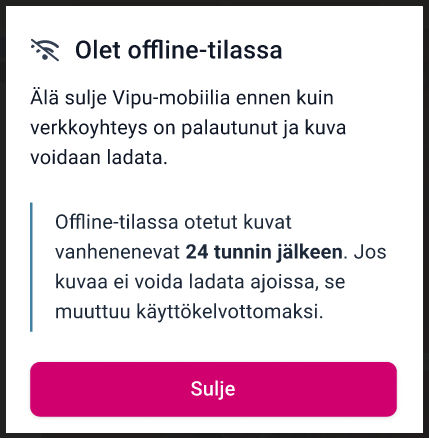 Olet offline-tilassa
Älä sulje Vipu-mobiilia ennen kuin
verkkoyhteys on palautunut ja kuva
voidaan ladata.
Offline-tilassa otetut kuvat
vanhenenevat 24 tunnin jälkeen. Jos
kuvaa ei voida ladata ajoissa, se
muuttuu käyttökelvottomaksi.
Sulje